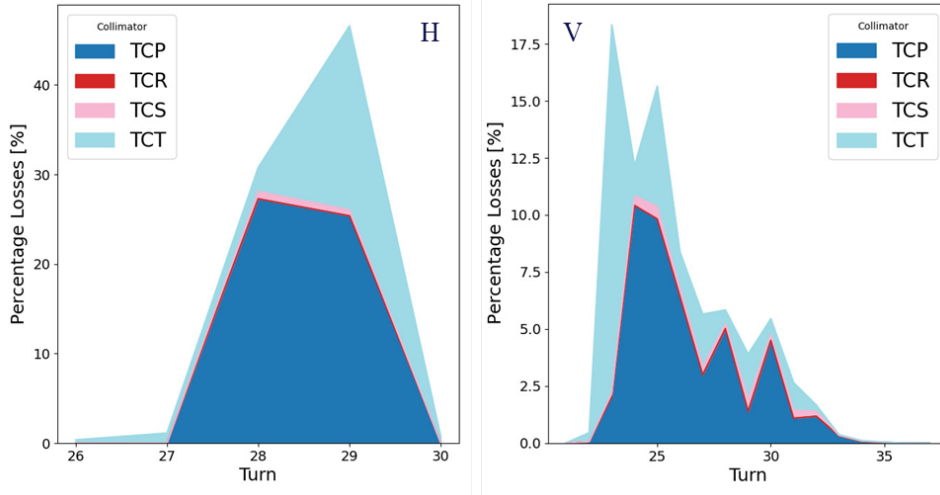 H
Collimator
TCP
TCR
TCS
TCT
Percentage Losses [%]
40
30
20
10
0
26 27 28 29 30
Turn
V
Collimator
TCP
TCR
TCS
TCT
Percentage Losses [%]
17.5
15.0
12.5
10.0
7.5
5.0
2.5
0.0
25 30 35
Turn